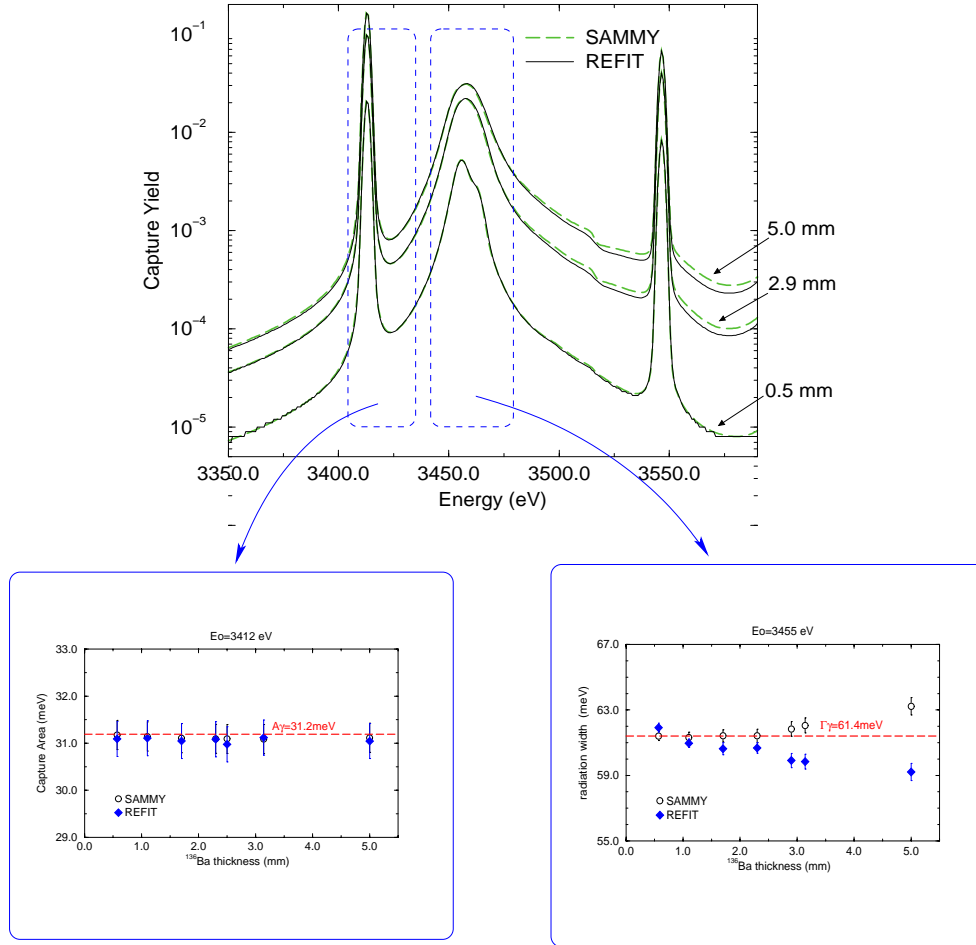 10⁻¹
10⁻²
10⁻³
10⁻⁴
10⁻⁵
Capture Yield
SAMMY
REFIT
5.0 mm
2.9 mm
0.5 mm
3350.0 3400.0 3450.0 3500.0 3550.0
Energy (eV)
Eo=3412 eV
33.0
32.0
31.0
30.0
29.0
Capture Area (meV)
Aγ=31.2meV
SAMMY
REFIT
0.0 1.0 2.0 3.0 4.0 5.0
¹³⁶Ba thickness (mm)
Eo=3455 eV
67.0
63.0
59.0
55.0
radiation width (meV)
Γγ=61.4meV
SAMMY
REFIT
0.0 1.0 2.0 3.0 4.0 5.0
¹³⁶Ba thickness (mm)